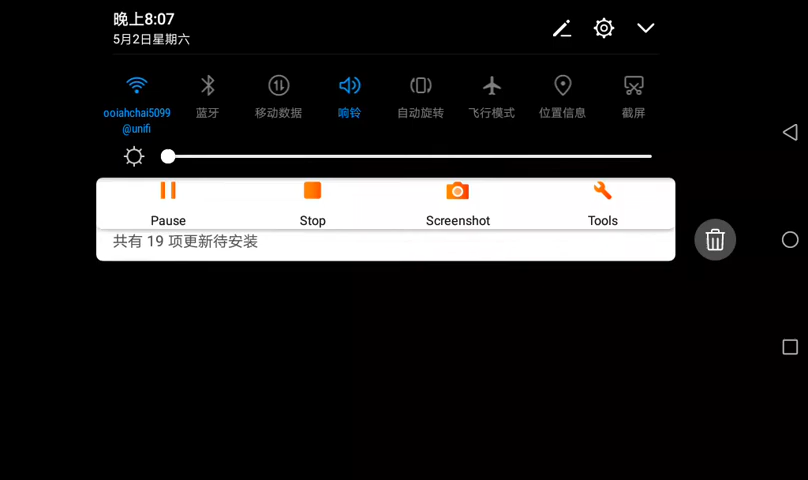 晚上8:07
5月2日星期六
ooiahchai5099
@unifi
蓝牙
移动数据
响铃
自动旋转
飞行模式
位置信息
截屏
Pause
Stop
Screenshot
Tools
共有 19 项更新待安装